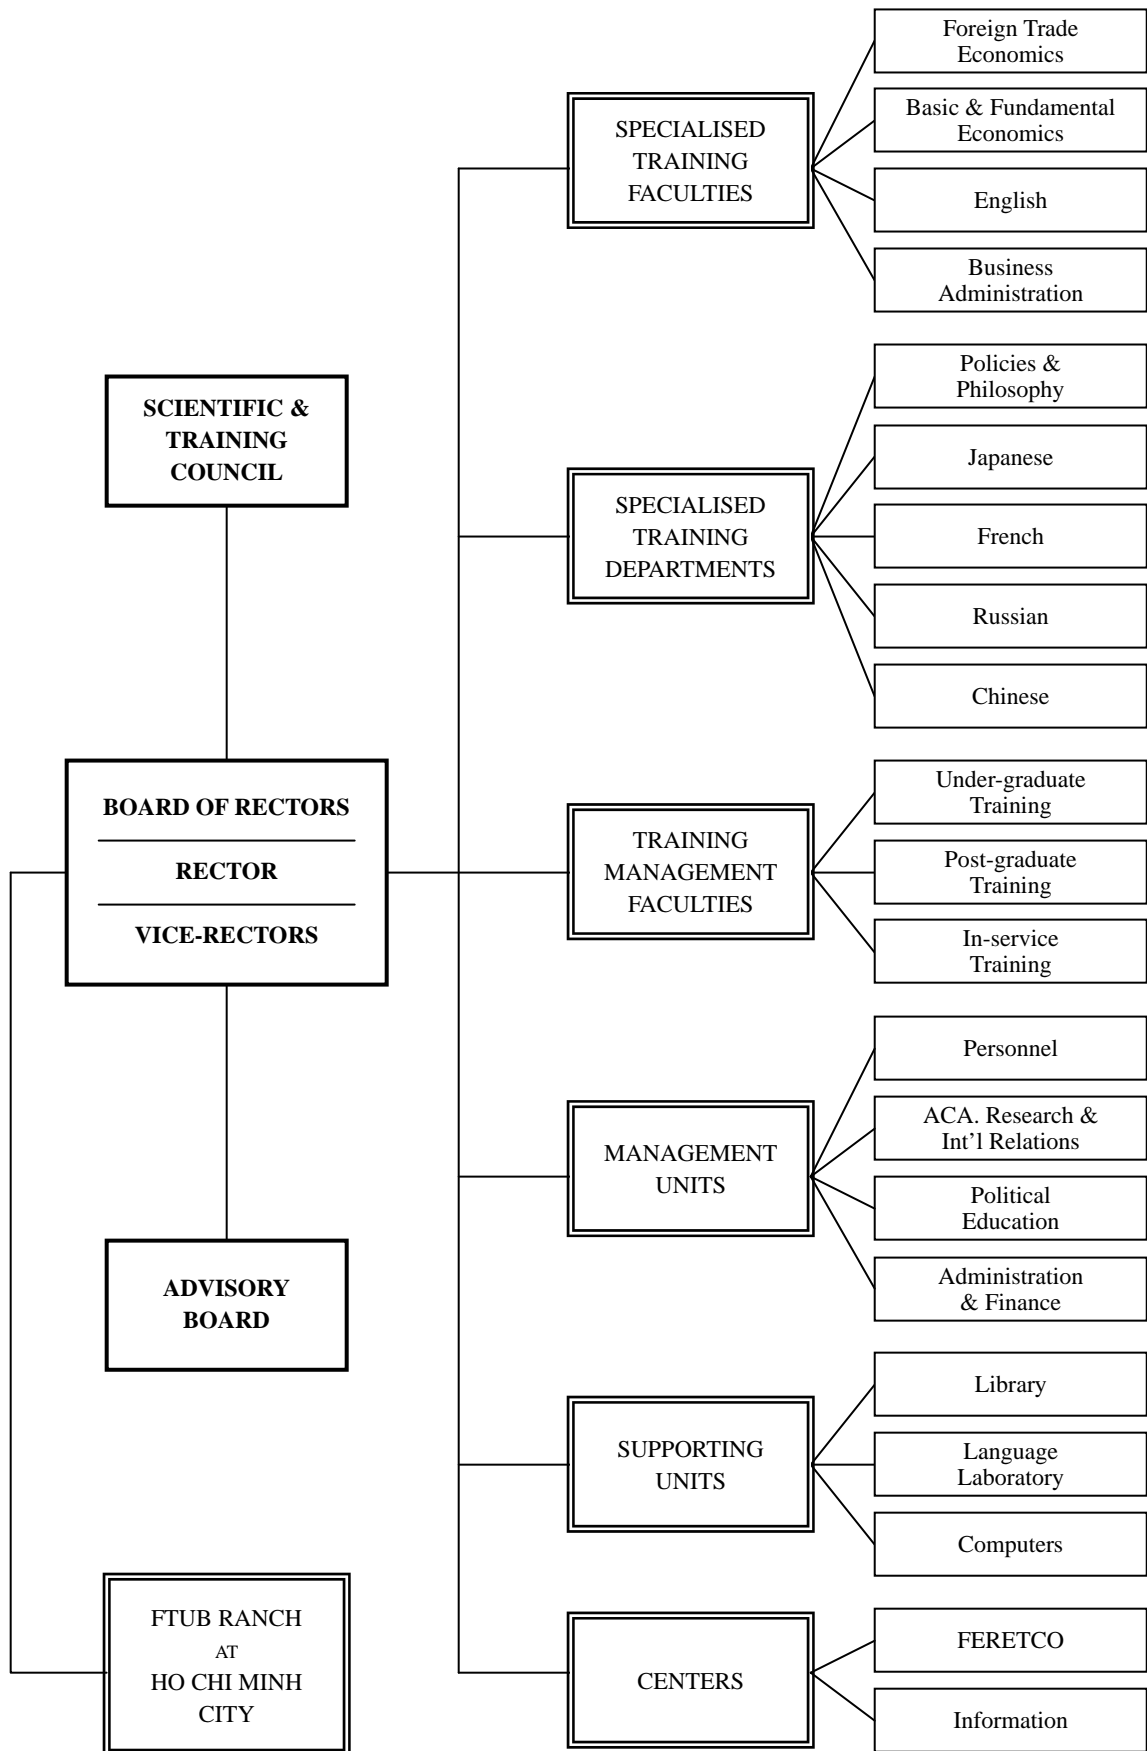 SCIENTIFIC &
TRAINING
COUNCIL
BOARD OF RECTORS
RECTOR
VICE-RECTORS
ADVISORY
BOARD
FTUB RANCH
AT
HO CHI MINH
CITY
SPECIALISED
TRAINING
FACULTIES
Foreign Trade
Economics
Basic & Fundamental
Economics
English
Business
Administration
SPECIALISED
TRAINING
DEPARTMENTS
Policies &
Philosophy
Japanese
French
Russian
Chinese
TRAINING
MANAGEMENT
FACULTIES
Under-graduate
Training
Post-graduate
Training
In-service
Training
MANAGEMENT
UNITS
Personnel
ACA. Research &
Int’l Relations
Political
Education
Administration
& Finance
SUPPORTING
UNITS
Library
Language
Laboratory
Computers
CENTERS
FERETCO
Information